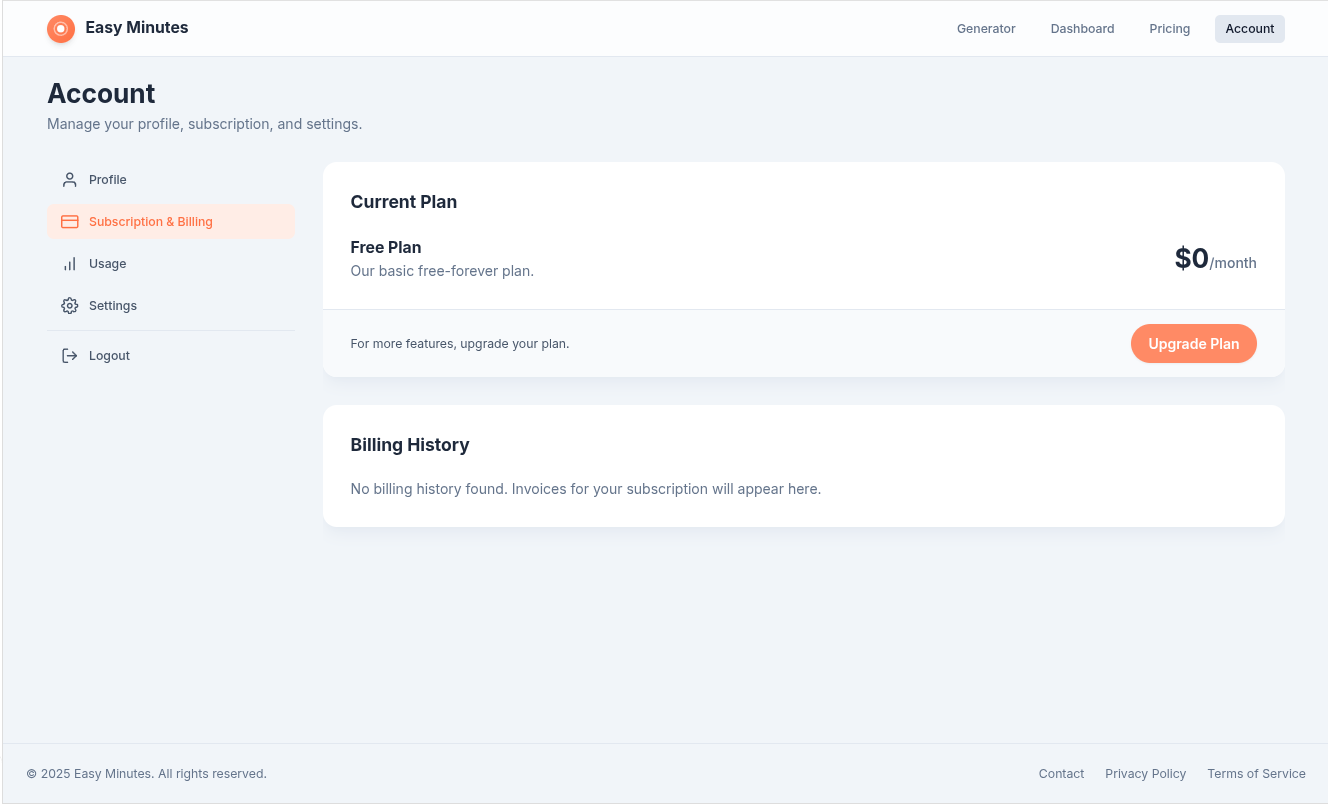 Easy Minutes
Generator
Dashboard
Pricing
Account
Account
Manage your profile, subscription, and settings.
Profile
Subscription & Billing
Usage
Settings
Logout
Current Plan
Free Plan
Our basic free-forever plan.
$0/month
For more features, upgrade your plan.
Upgrade Plan
Billing History
No billing history found. Invoices for your subscription will appear here.
© 2025 Easy Minutes. All rights reserved.
Contact
Privacy Policy
Terms of Service